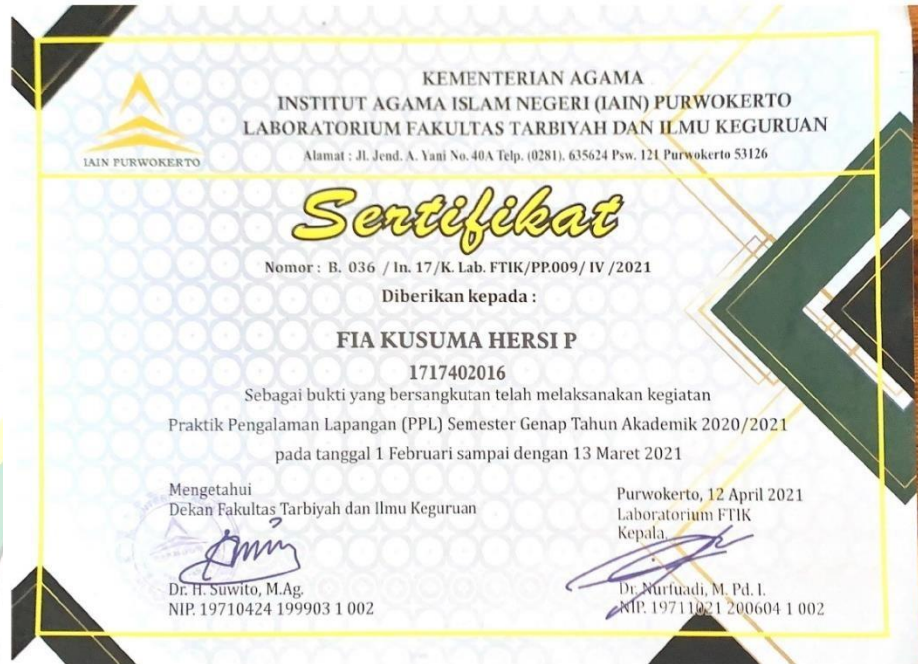 KEMENTERIAN AGAMA
INSTITUT AGAMA ISLAM NEGERI (IAIN) PURWOKERTO
LABORATORIUM FAKULTAS TARBIYAH DAN ILMU KEGURUAN
Alamat : Jl. Jend. A. Yani No. 40A Telp. (0281). 635624 Psw. 121 Purwokerto 53126
IAIN PURWOKERTO
Sertifikat
Nomor : B. 036 / In. 17/K. Lab. FTIK/PP.009/ IV /2021
Diberikan kepada :
FIA KUSUMA HERSI P
1717402016
Sebagai bukti yang bersangkutan telah melaksanakan kegiatan
Praktik Pengalaman Lapangan (PPL) Semester Genap Tahun Akademik 2020/2021
pada tanggal 1 Februari sampai dengan 13 Maret 2021
Mengetahui
Dekan Fakultas Tarbiyah dan Ilmu Keguruan
Dr. H. Suwito, M.Ag.
NIP. 19710424 199903 1 002
Purwokerto, 12 April 2021
Laboratorium FTIK
Kepala,
Dr. Nurfuadi, M. Pd. I.
NIP. 19711021 200604 1 002